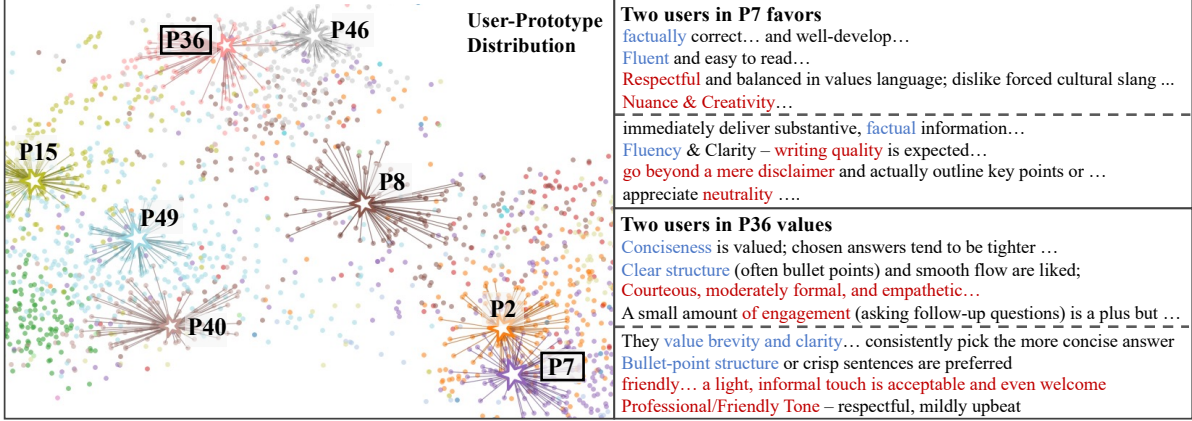 User-Prototype
Distribution
P36
P46
P15
P8
P49
P40
P2
P7
Two users in P7 favors
factually correct… and well-develop…
Fluent and easy to read…
Respectful and balanced in values language; dislike forced cultural slang ...
Nuance & Creativity…
immediately deliver substantive, factual information…
Fluency & Clarity – writing quality is expected…
go beyond a mere disclaimer and actually outline key points or …
appreciate neutrality ….
Two users in P36 values
Conciseness is valued; chosen answers tend to be tighter …
Clear structure (often bullet points) and smooth flow are liked;
Courteous, moderately formal, and empathetic…
A small amount of engagement (asking follow-up questions) is a plus but …
They value brevity and clarity… consistently pick the more concise answer
Bullet-point structure or crisp sentences are preferred
friendly… a light, informal touch is acceptable and even welcome
Professional/Friendly Tone – respectful, mildly upbeat